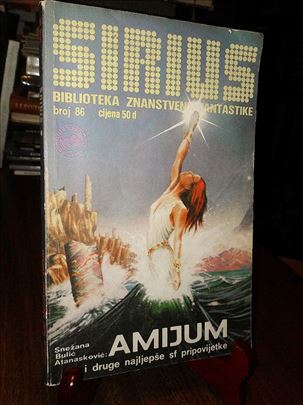 SIRIUS
BIBLIOTEKA ZNANSTVENE FANTASTIKE
broj 86 cijena 50 d
Snežana
Bulić
Atanasković:
AMIJUM
i druge najljepše sf pripovijetke